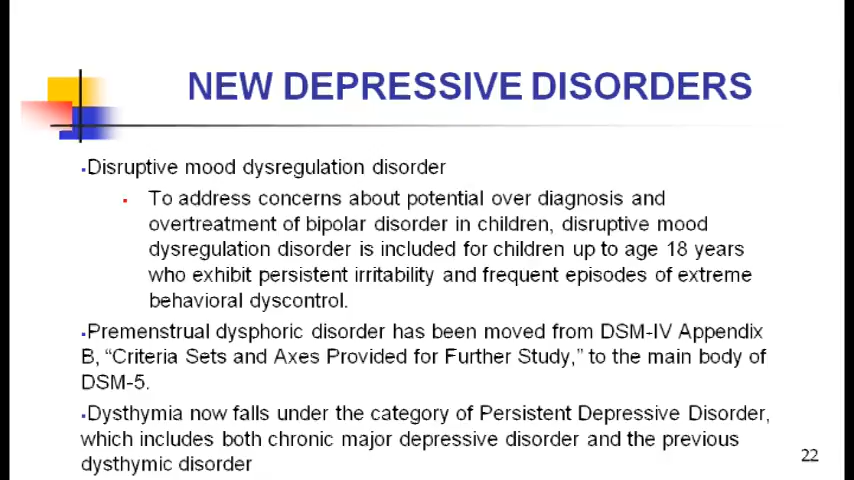 NEW DEPRESSIVE DISORDERS
▪Disruptive mood dysregulation disorder
▪ To address concerns about potential over diagnosis and
overtreatment of bipolar disorder in children, disruptive mood
dysregulation disorder is included for children up to age 18 years
who exhibit persistent irritability and frequent episodes of extreme
behavioral dyscontrol.
▪Premenstrual dysphoric disorder has been moved from DSM-IV Appendix
B, “Criteria Sets and Axes Provided for Further Study,” to the main body of
DSM-5.
▪Dysthymia now falls under the category of Persistent Depressive Disorder,
which includes both chronic major depressive disorder and the previous
dysthymic disorder
22